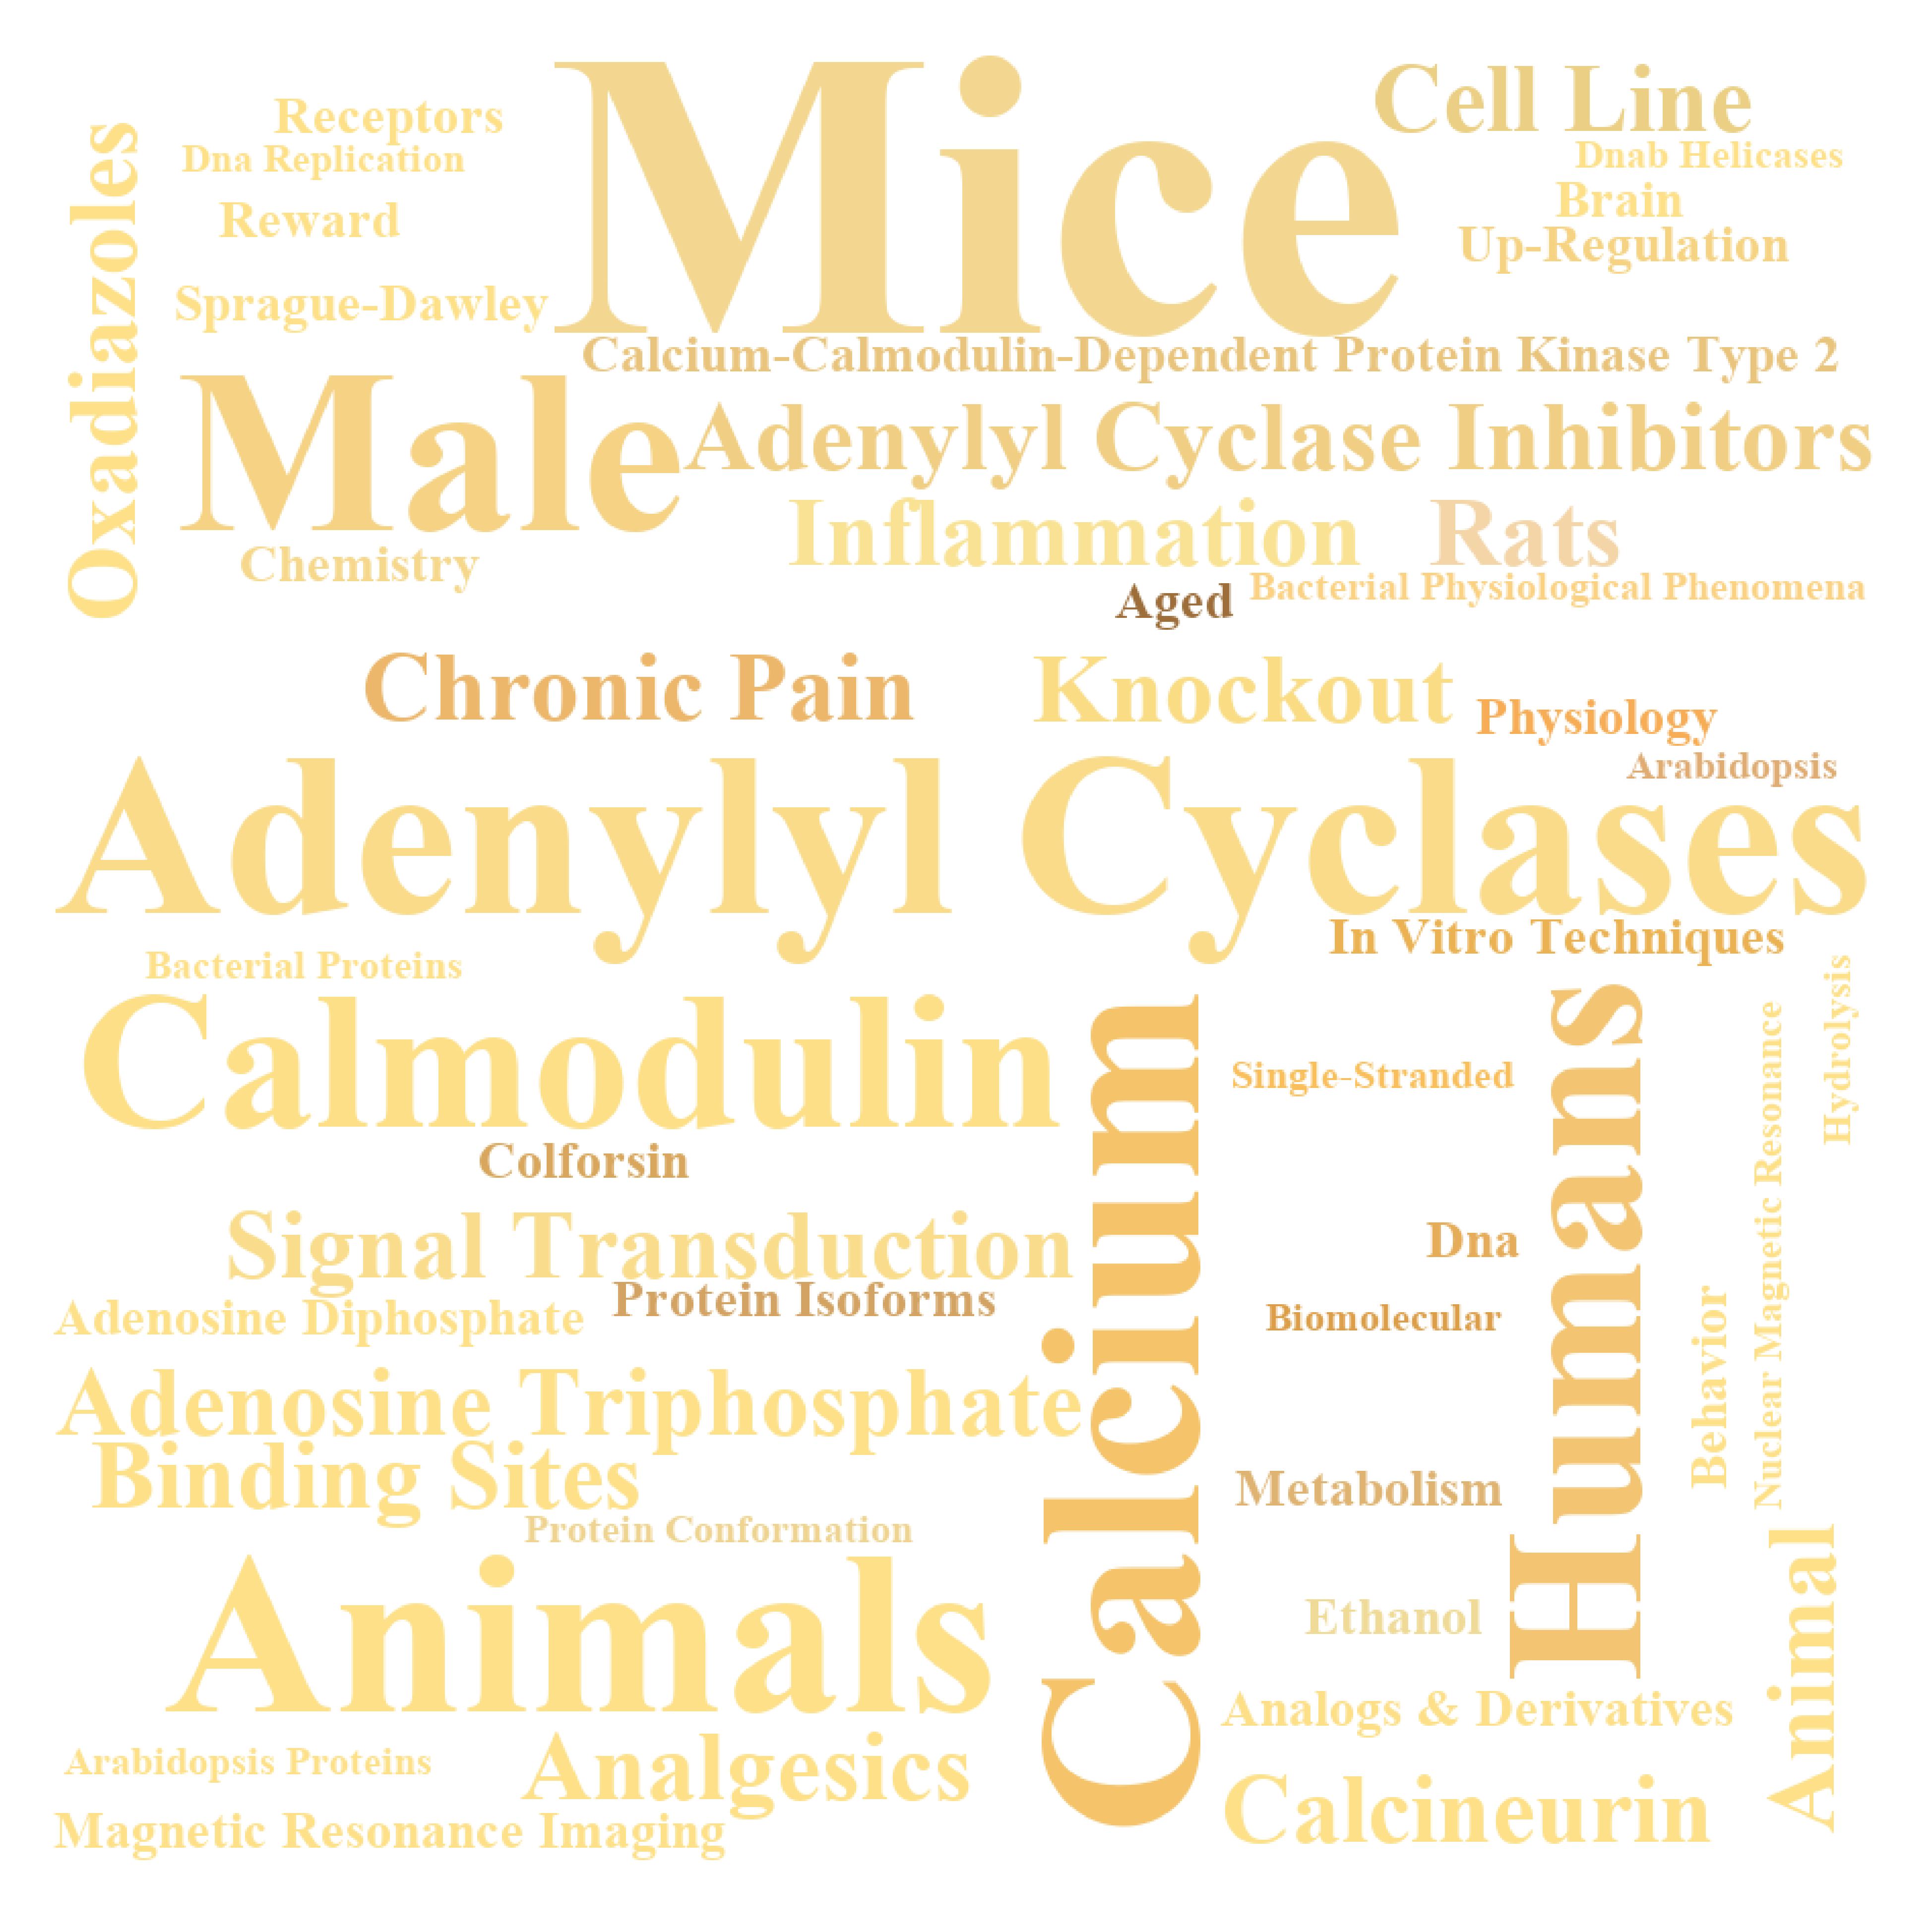 Mice
Cell Line
Receptors
Dna Replication
Dnab Helicases
Brain
Reward
Up-Regulation
Oxadiazoles
Sprague-Dawley
Calcium-Calmodulin-Dependent Protein Kinase Type 2
Male
Adenylyl Cyclase Inhibitors
Inflammation
Rats
Chemistry
Aged
Bacterial Physiological Phenomena
Chronic Pain
Knockout
Physiology
Arabidopsis
Adenylyl Cyclases
In Vitro Techniques
Bacterial Proteins
Calmodulin
Calcium
Humans
Hydrolysis
Nuclear Magnetic Resonance
Single-Stranded
Colforsin
Signal Transduction
Dna
Protein Isoforms
Adenosine Diphosphate
Biomolecular
Behavior
Adenosine Triphosphate
Binding Sites
Metabolism
Protein Conformation
Animals
Ethanol
Animal
Analogs & Derivatives
Analgesics
Arabidopsis Proteins
Calcineurin
Magnetic Resonance Imaging